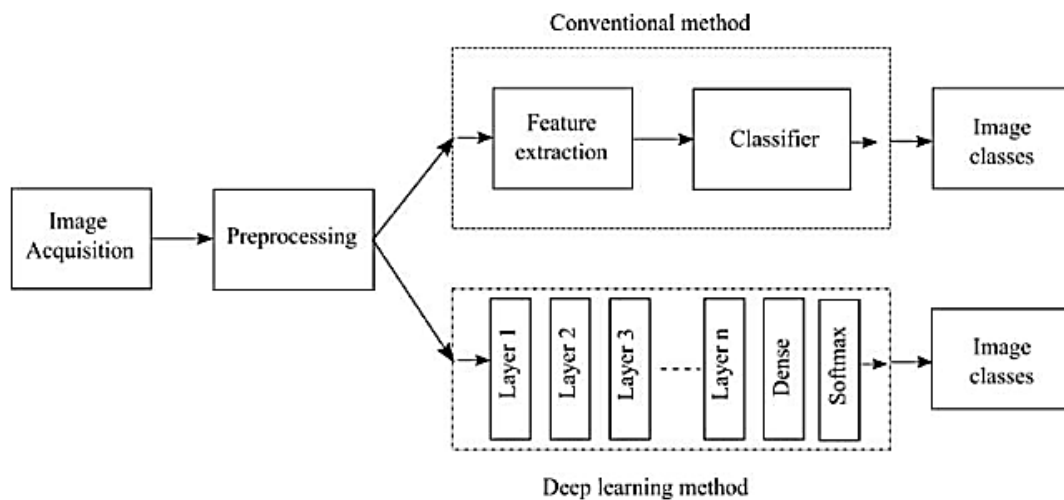 Conventional method
Feature
extraction
Classifier
Image
classes
Image
Acquisition
Preprocessing
Layer 1
Layer 2
Layer 3
Layer n
Dense
Softmax
Image
classes
Deep learning method